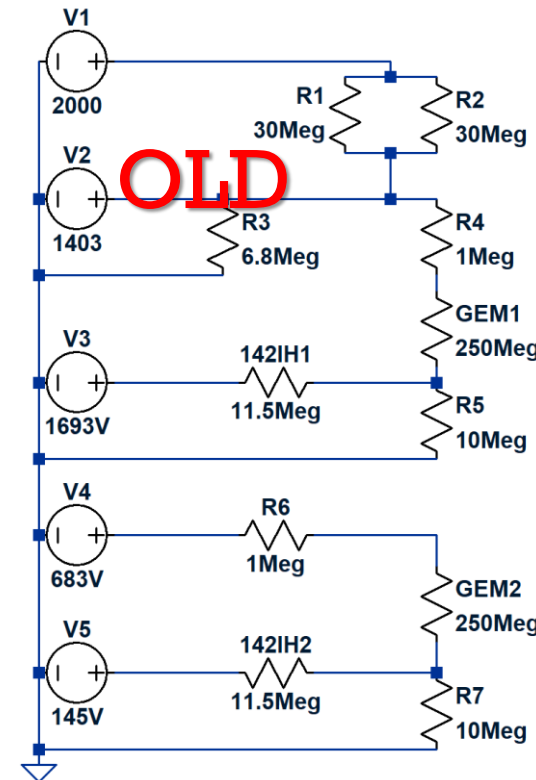 V1
2000
R1
30Meg
R2
30Meg
V2
1403
OLD
R3
6.8Meg
R4
1Meg
GEM1
250Meg
V3
1693V
142IH1
11.5Meg
R5
10Meg
V4
683V
R6
1Meg
GEM2
250Meg
V5
145V
142IH2
11.5Meg
R7
10Meg